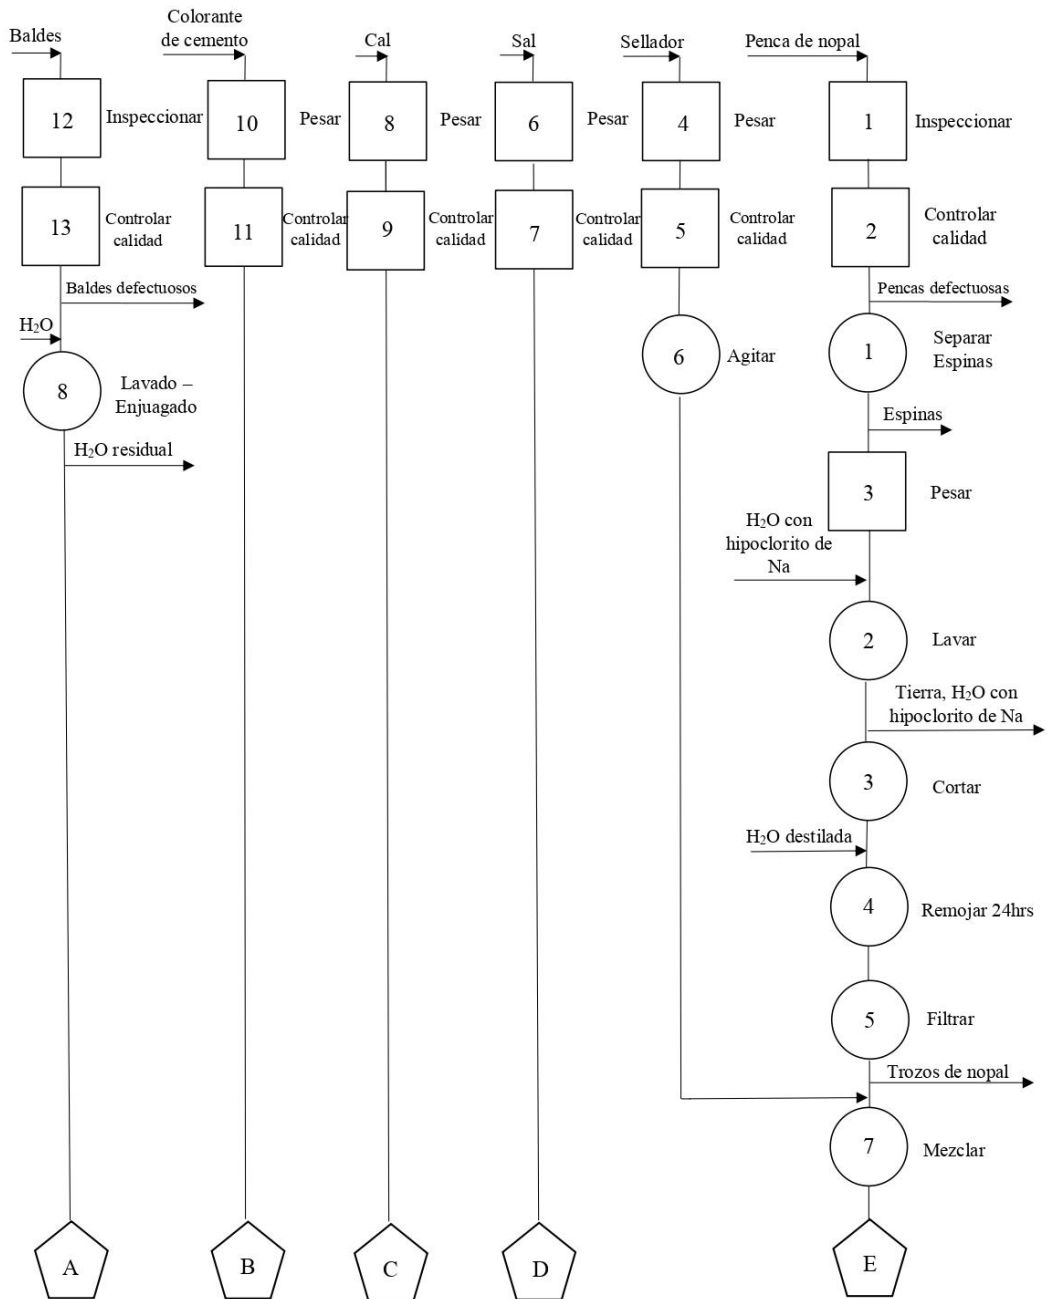 Baldes
Colorante
de cemento
Cal
Sal
Sellador
Penca de nopal
12
Inspeccionar
10
Pesar
8
Pesar
6
Pesar
4
Pesar
1
Inspeccionar
13
Controlar
calidad
11
Controlar
calidad
9
Controlar
calidad
7
Controlar
calidad
5
Controlar
calidad
2
Controlar
calidad
Baldes defectuosos
Pencas defectuosas
H₂O
8
Lavado –
Enjuagado
6
Agitar
1
Separar
Espinas
H₂O residual
Espinas
3
Pesar
H₂O con
hipoclorito de
Na
2
Lavar
Tierra, H₂O con
hipoclorito de Na
3
Cortar
H₂O destilada
4
Remojar 24hrs
5
Filtrar
Trozos de nopal
7
Mezclar
A
B
C
D
E